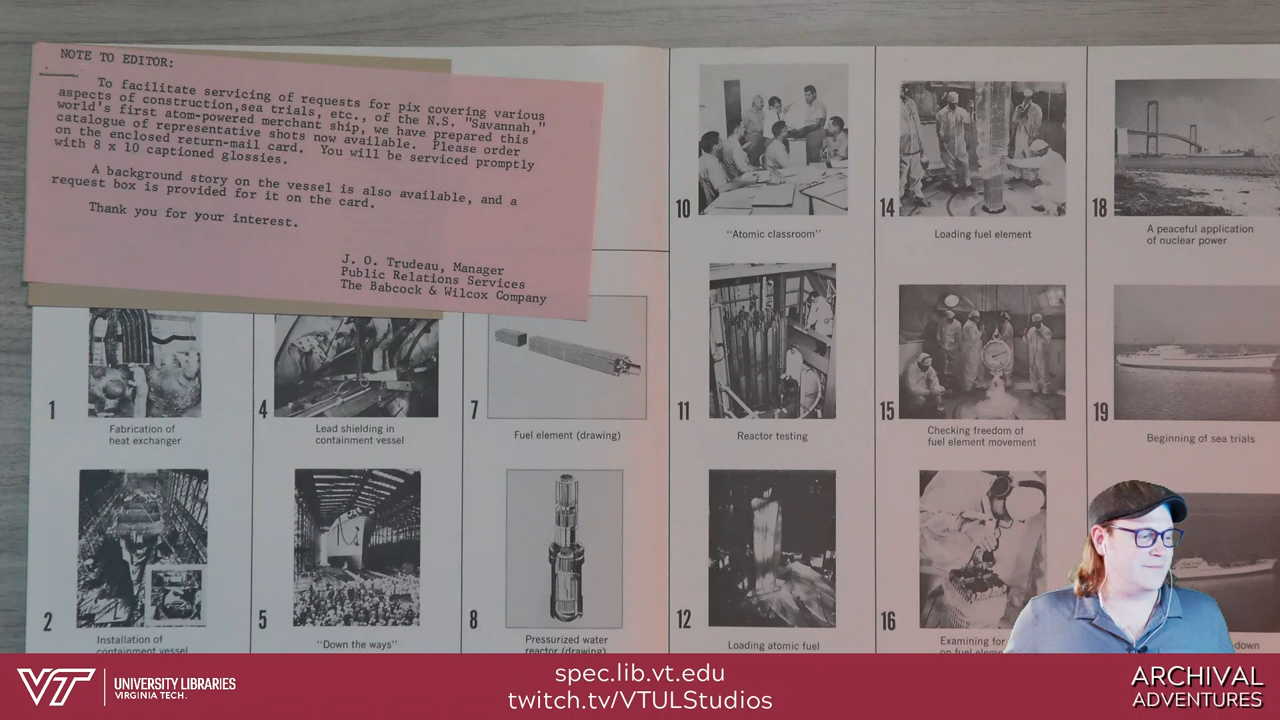 NOTE TO EDITOR:
To facilitate servicing of requests for pix covering various
aspects of construction,sea trials, etc., of the N.S. "Savannah,"
world's first atom-powered merchant ship, we have prepared this
catalogue of representative shots now available. Please order
on the enclosed return-mail card. You will be serviced promptly
with 8 x 10 captioned glossies.
A background story on the vessel is also available, and a
request box is provided for it on the card.
Thank you for your interest.
J. O. Trudeau, Manager
Public Relations Services
The Babcock & Wilcox Company
1
Fabrication of
heat exchanger
4
Lead shielding in
containment vessel
7
Fuel element (drawing)
2
Installation of
containment vessel
5
"Down the ways"
8
Pressurized water
reactor (drawing)
10
"Atomic classroom"
14
Loading fuel element
18
A peaceful application
of nuclear power
11
Reactor testing
15
Checking freedom of
fuel element movement
19
Beginning of sea trials
12
Loading atomic fuel
16
Examining for
on fuel
down
VT
UNIVERSITY LIBRARIES
VIRGINIA TECH.
spec.lib.vt.edu
twitch.tv/VTULStudios
ARCHIVAL
ADVENTURES